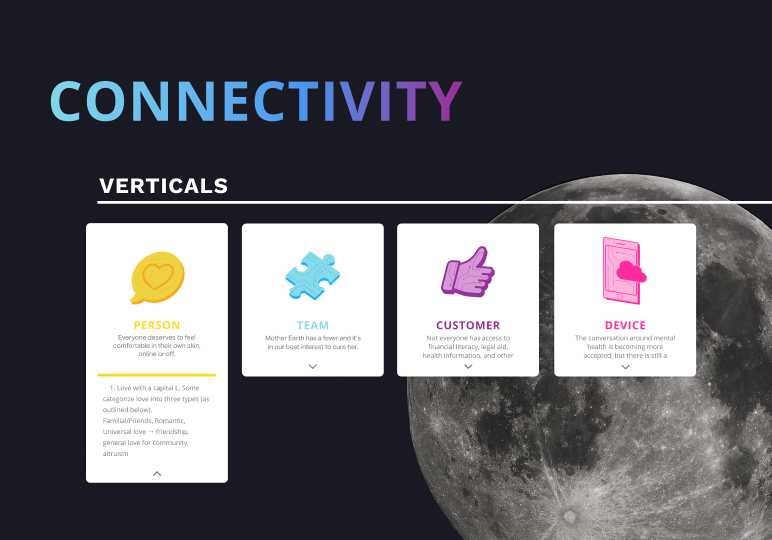 CONNECTIVITY
VERTICALS
PERSON
Everyone deserves to feel
comfortable in their own skin,
online or off.
1. Love with a capital L. Some
categorize love into three types (as
outlined below).
Familial/Friends, Romantic,
Universal love → friendship,
general love for community,
altruism
TEAM
Mother Earth has a fever and it's
in our best interest to cure her.
CUSTOMER
Not everyone has access to
financial literacy, legal aid,
health information, and other
DEVICE
The conversation around mental
health is becoming more
accepted, but there is still a